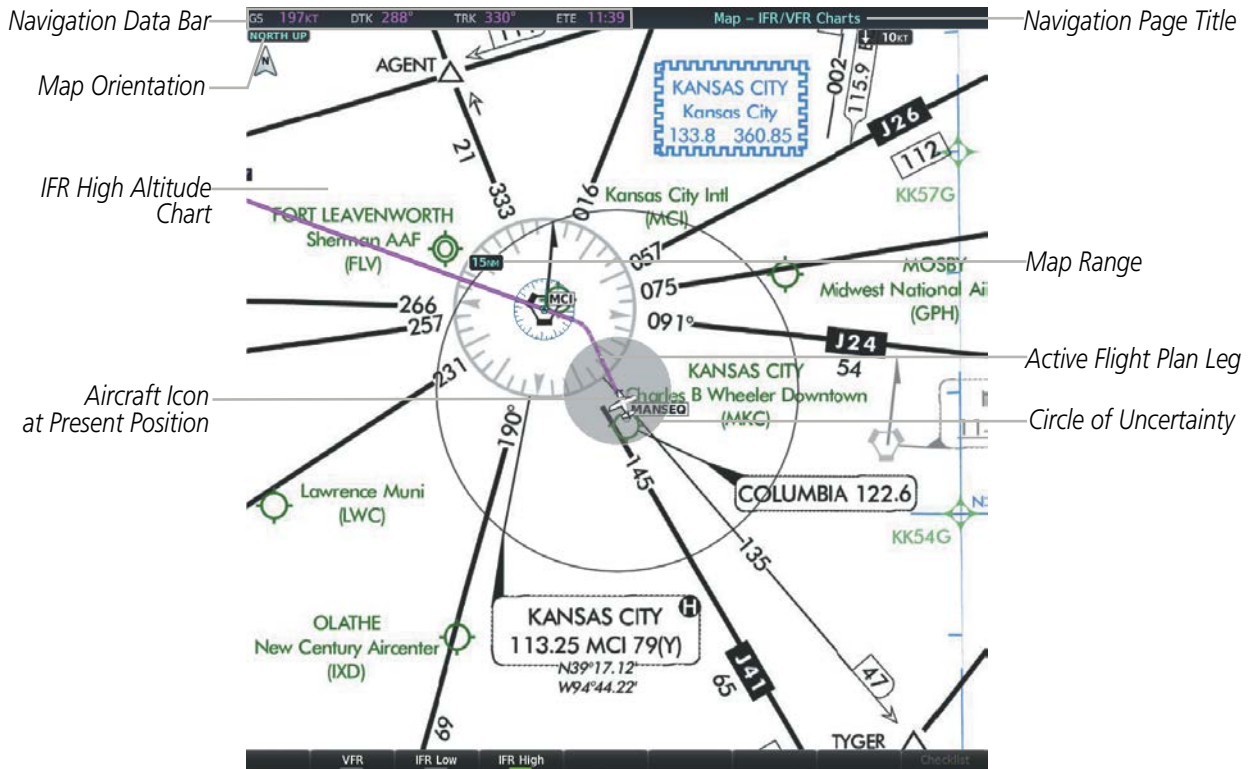 Navigation Data Bar
Map Orientation
IFR High Altitude
Chart
Aircraft Icon
at Present Position
GS 197KT DTK 288° TRK 330° ETE 11:39
Map – IFR/VFR Charts
Navigation Page Title
NORTH UP
N
10KT
AGENT
002
115.9
KANSAS CITY
Kansas City
133.8 360.85
J26
112
KK57G
21
333
016
Kansas City Intl
(MCI)
FORT LEAVENWORTH
Sherman AAF
(FLV)
057
15NM
MCI
075
MOSBY
Midwest National Ai
(GPH)
Map Range
266
257
091°
J24
54
Active Flight Plan Leg
231
KANSAS CITY
Charles B Wheeler Downtown
(MKC)
MANSEQ
Circle of Uncertainty
190°
145
COLUMBIA 122.6
Lawrence Muni
(LWC)
KK54G
135
OLATHE
New Century Aircenter
(IXD)
KANSAS CITY
H
113.25 MCI 79(Y)
N39°17.12'
W94°44.22'
J41
65
47
69
TYGER
VFR IFR Low IFR High Checklist